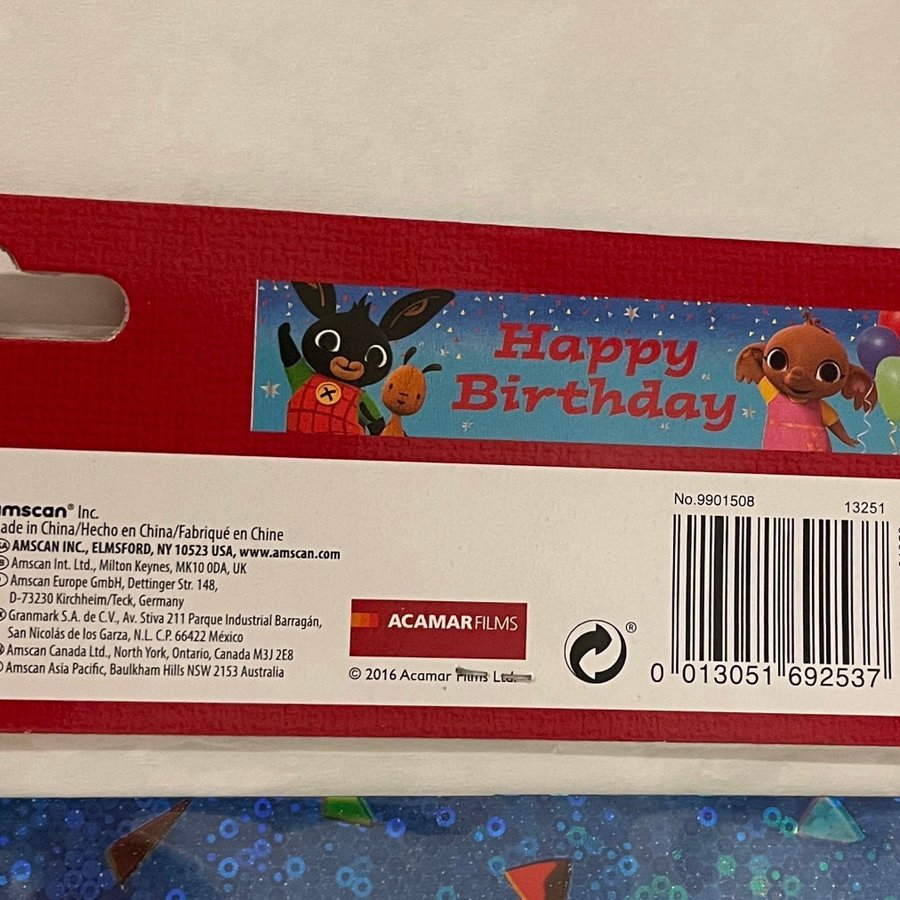 Happy
Birthday
amscan® Inc.
ade in China/Hecho en China/Fabriqué en Chine
AMSCAN INC., ELMSFORD, NY 10523 USA, www.amscan.com
Amscan Int. Ltd., Milton Keynes, MK10 0DA, UK
Amscan Europe GmbH, Dettinger Str. 148,
D-73230 Kirchheim/Teck, Germany
Granmark S.A. de C.V., Av. Stiva 211 Parque Industrial Barragán,
San Nicolás de los Garza, N.L. C.P. 66422 México
Amscan Canada Ltd., North York, Ontario, Canada M3J 2E8
Amscan Asia Pacific, Baulkham Hills NSW 2153 Australia
ACAMARFILMS
© 2016 Acamar Films Ltd.
®
No.9901508
13251
0 013051 692537